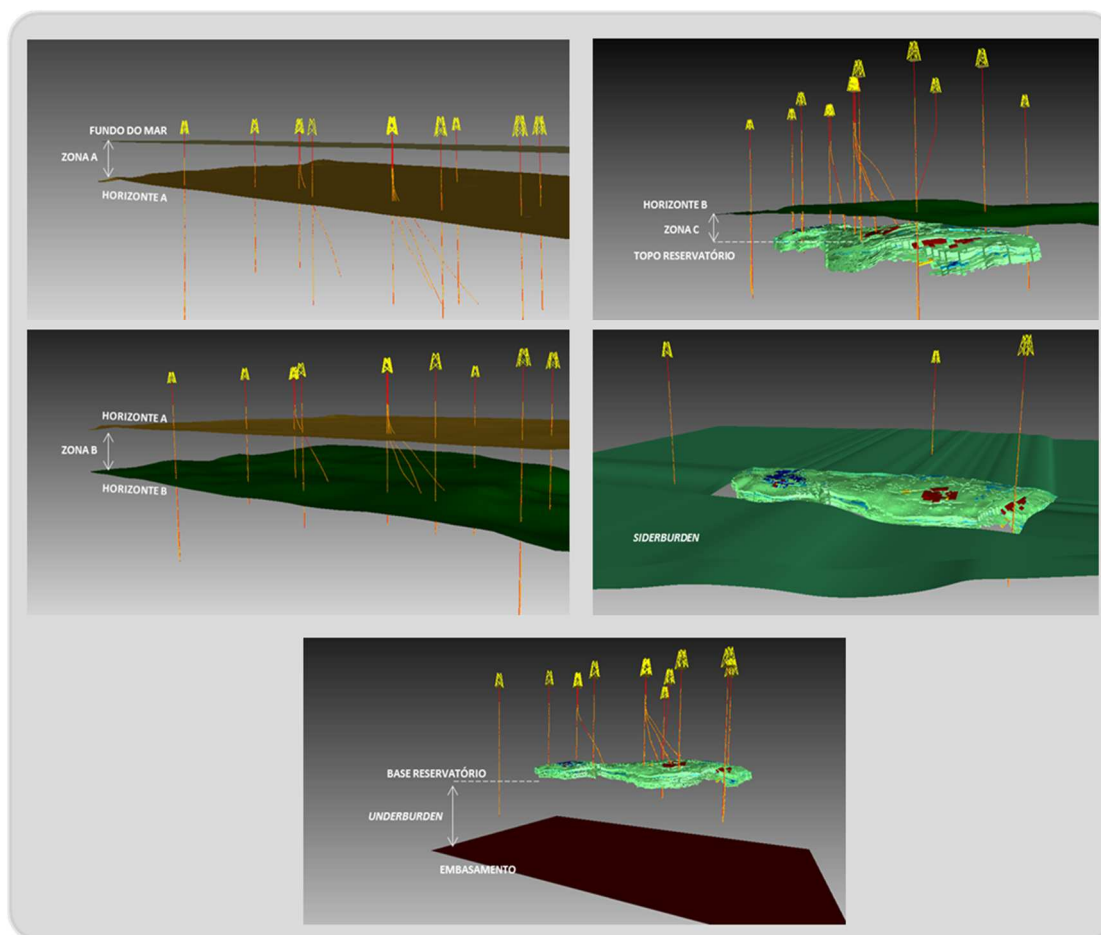 FUNDO DO MAR
ZONA A
HORIZONTE A
HORIZONTE B
ZONA C
TOPO RESERVATÓRIO
HORIZONTE A
ZONA B
HORIZONTE B
SIDERBURDEN
BASE RESERVATÓRIO
UNDERBURDEN
EMBASAMENTO